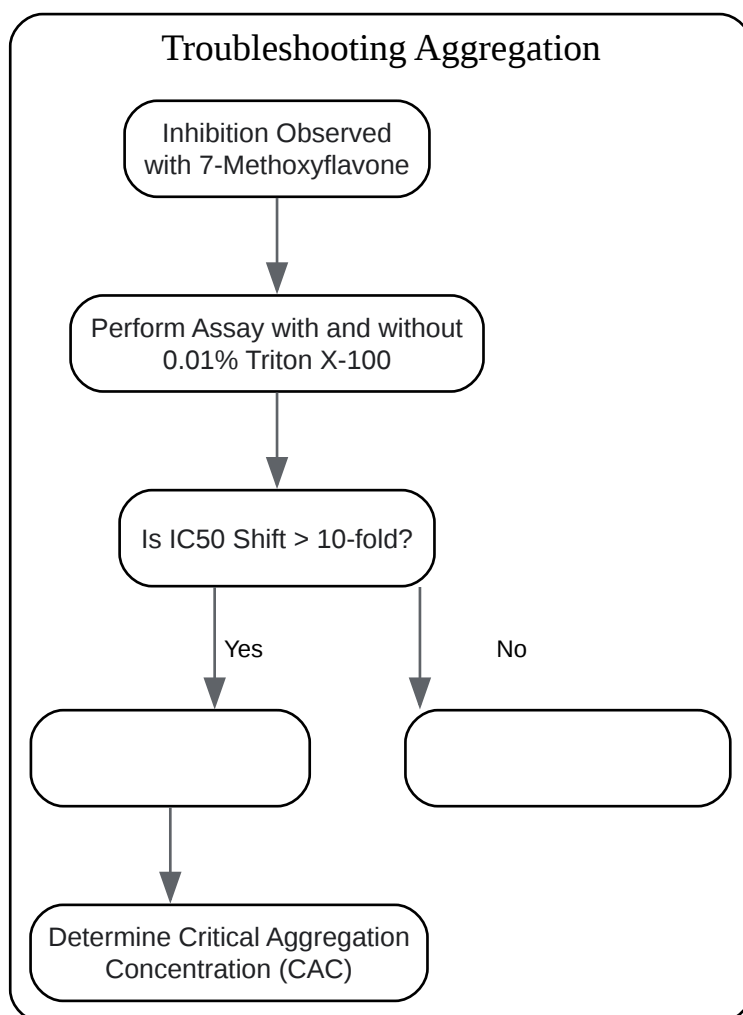 Troubleshooting Aggregation
Inhibition Observed
with 7-Methoxyflavone
Perform Assay with and without
0.01% Triton X-100
Is IC50 Shift > 10-fold?
Yes
No
Determine Critical Aggregation
Concentration (CAC)